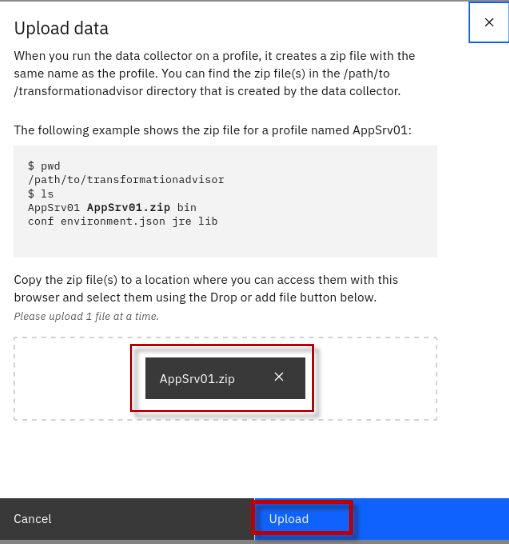 Upload data
When you run the data collector on a profile, it creates a zip file with the
same name as the profile. You can find the zip file(s) in the /path/to
/transformationadvisor directory that is created by the data collector.
The following example shows the zip file for a profile named AppSrv01:
$ pwd
/path/to/transformationadvisor
$ ls
AppSrv01 AppSrv01.zip bin
conf environment.json jre lib
Copy the zip file(s) to a location where you can access them with this
browser and select them using the Drop or add file button below.
Please upload 1 file at a time.
AppSrv01.zip
Cancel
Upload